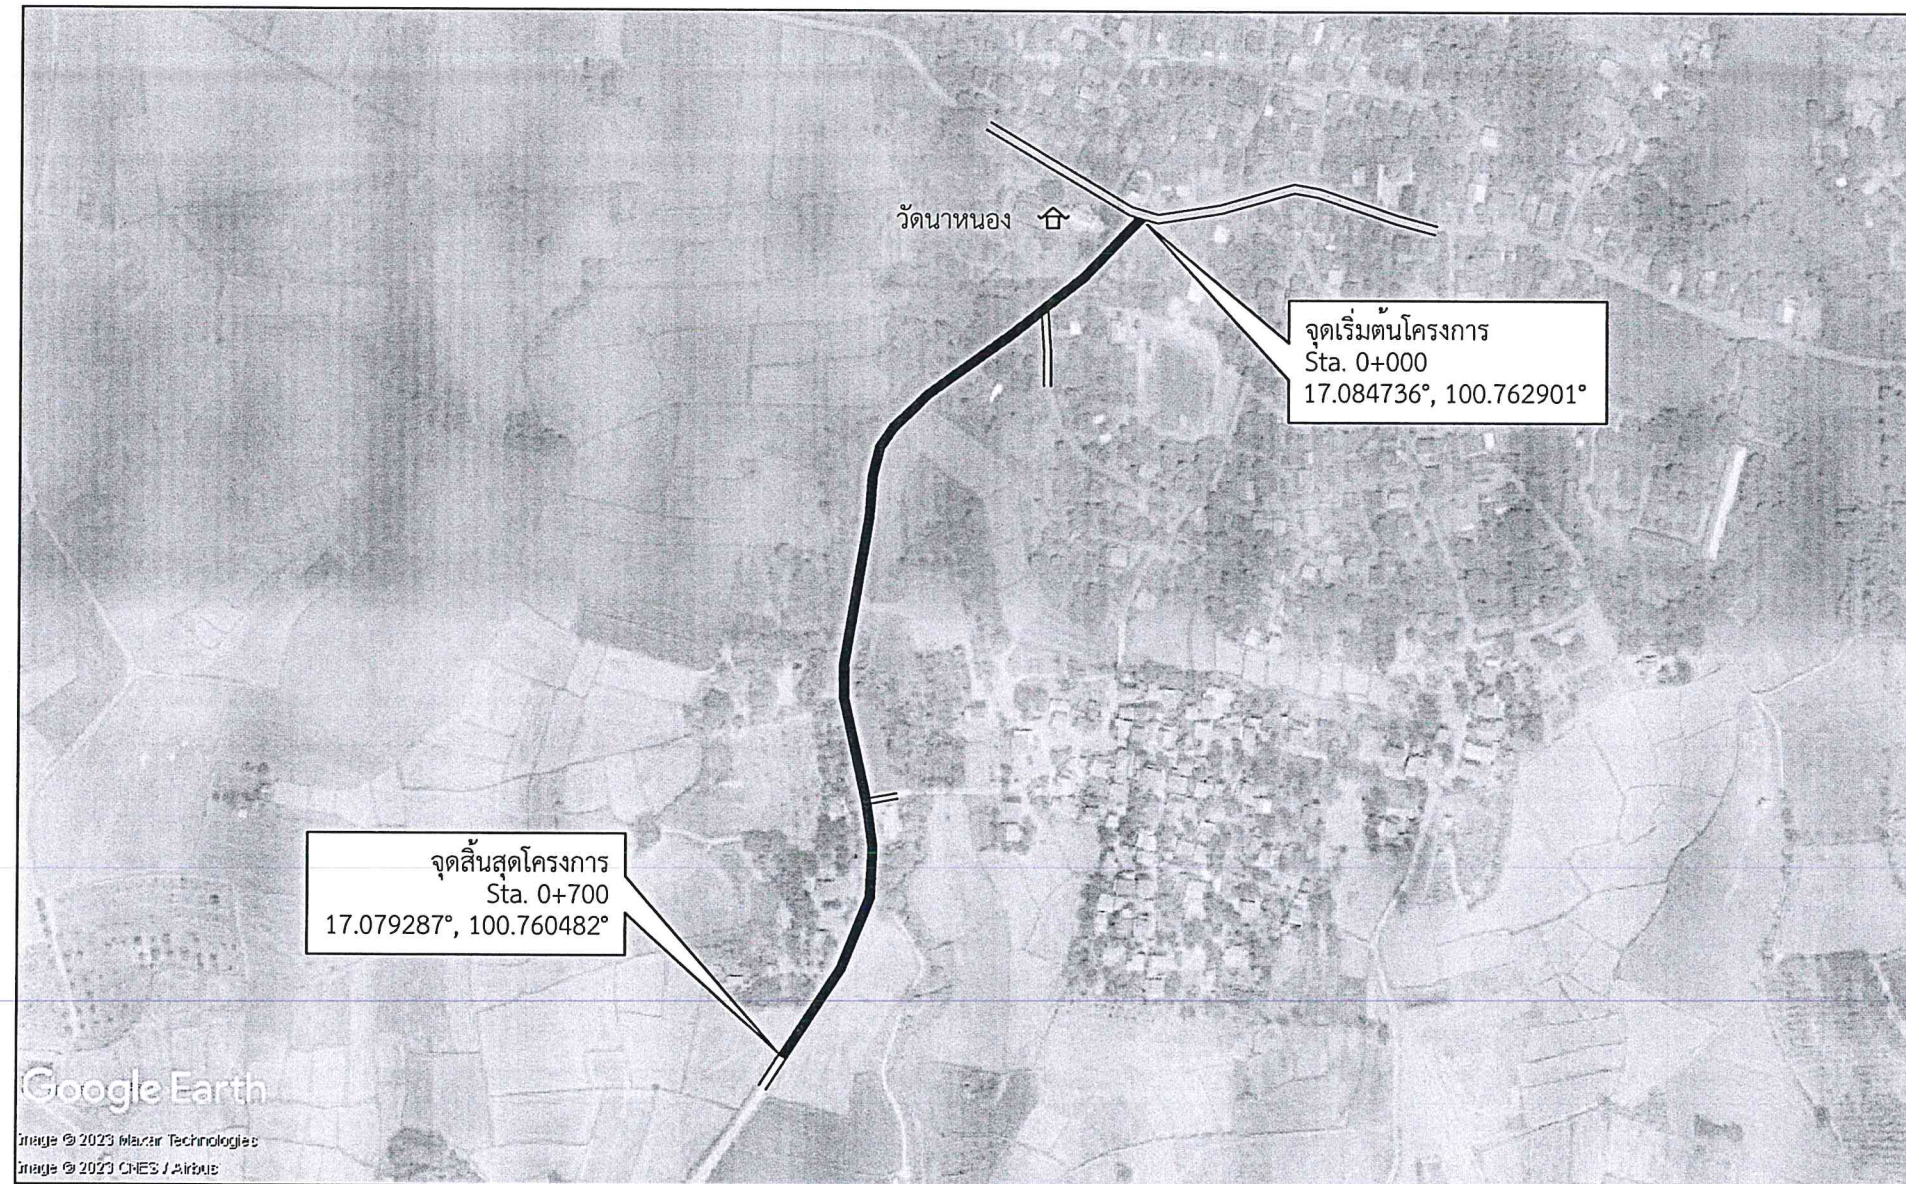 วัดนาหนอง
จุดเริ่มต้นโครงการ
Sta. 0+000
17.084736°, 100.762901°
จุดสิ้นสุดโครงการ
Sta. 0+700
17.079287°, 100.760482°
Google Earth
Image © 2023 Maxar Technologies
Image © 2023 CNES / Airbus